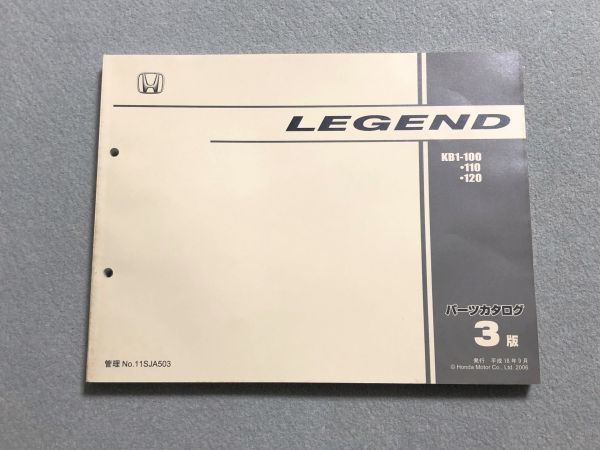 LEGEND
KB1-100
•110
•120
パーツカタログ
3版
発行 平成18年9月
© Honda Motor Co., Ltd. 2006
管理 No.11SJA503